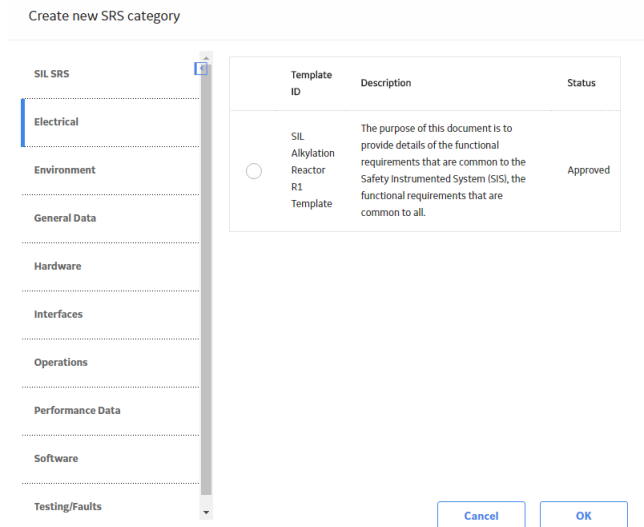 Create new SRS category
SIL SRS
Electrical
Environment
General Data
Hardware
Interfaces
Operations
Performance Data
Software
Testing/Faults
Template
ID
Description
Status
SIL
Alkylation
Reactor
R1
Template
The purpose of this document is to
provide details of the functional
requirements that are common to the
Safety Instrumented System (SIS), the
functional requirements that are
common to all.
Approved
Cancel
OK